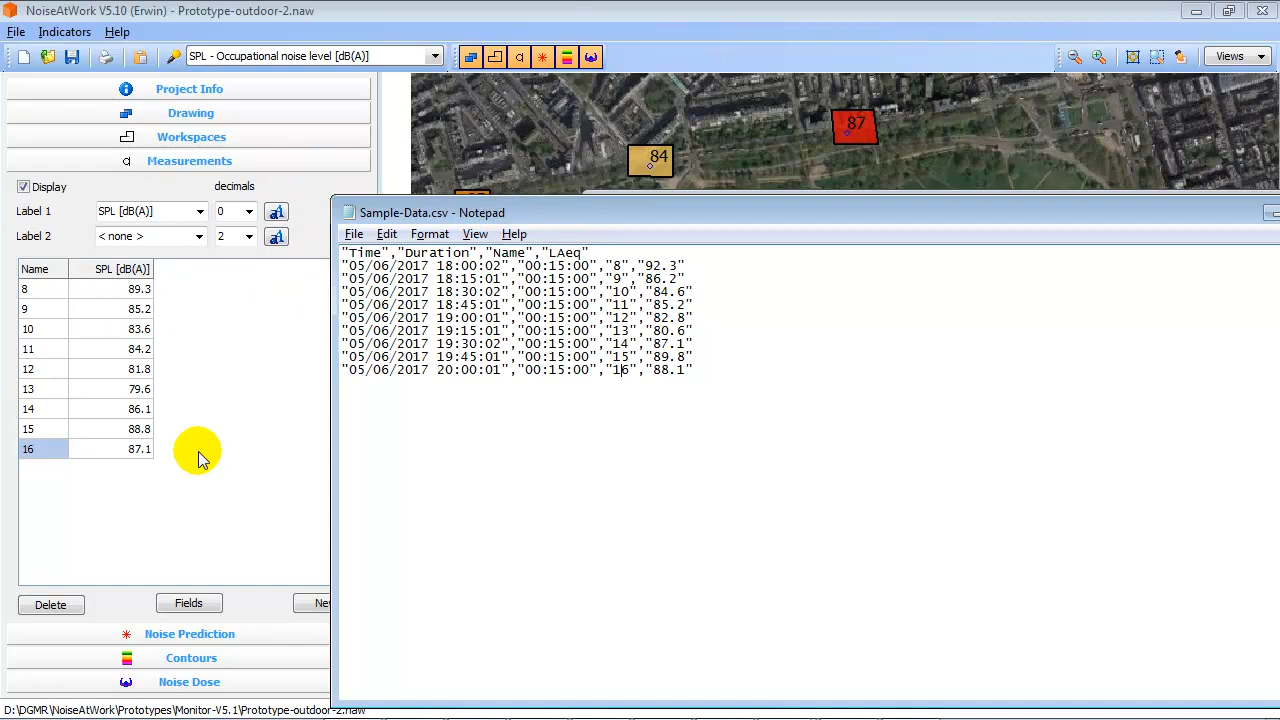 NoiseAtWork V5.10 (Erwin) - Prototype-outdoor-2.naw
File Indicators Help
SPL - Occupational noise level [dB(A)] Views
Project Info
Drawing
Workspaces
Measurements
Display decimals
Label 1 SPL [dB(A)] 0
Label 2 < none > 2
Name SPL [dB(A)]
8 89.3
9 85.2
10 83.6
11 84.2
12 81.8
13 79.6
14 86.1
15 88.8
16 87.1
Delete Fields
Noise Prediction
Contours
Noise Dose
D:\DGMR\NoiseAtWork\Prototypes\Monitor-V5.1\Prototype-outdoor-2.naw
87
84
Sample-Data.csv - Notepad
File Edit Format View Help
"Time","Duration","Name","LAeq"
"05/06/2017 18:00:02","00:15:00","8","92.3"
"05/06/2017 18:15:01","00:15:00","9","86.2"
"05/06/2017 18:30:02","00:15:00","10","84.6"
"05/06/2017 18:45:01","00:15:00","11","85.2"
"05/06/2017 19:00:01","00:15:00","12","82.8"
"05/06/2017 19:15:01","00:15:00","13","80.6"
"05/06/2017 19:30:02","00:15:00","14","87.1"
"05/06/2017 19:45:01","00:15:00","15","89.8"
"05/06/2017 20:00:01","00:15:00","16","88.1"